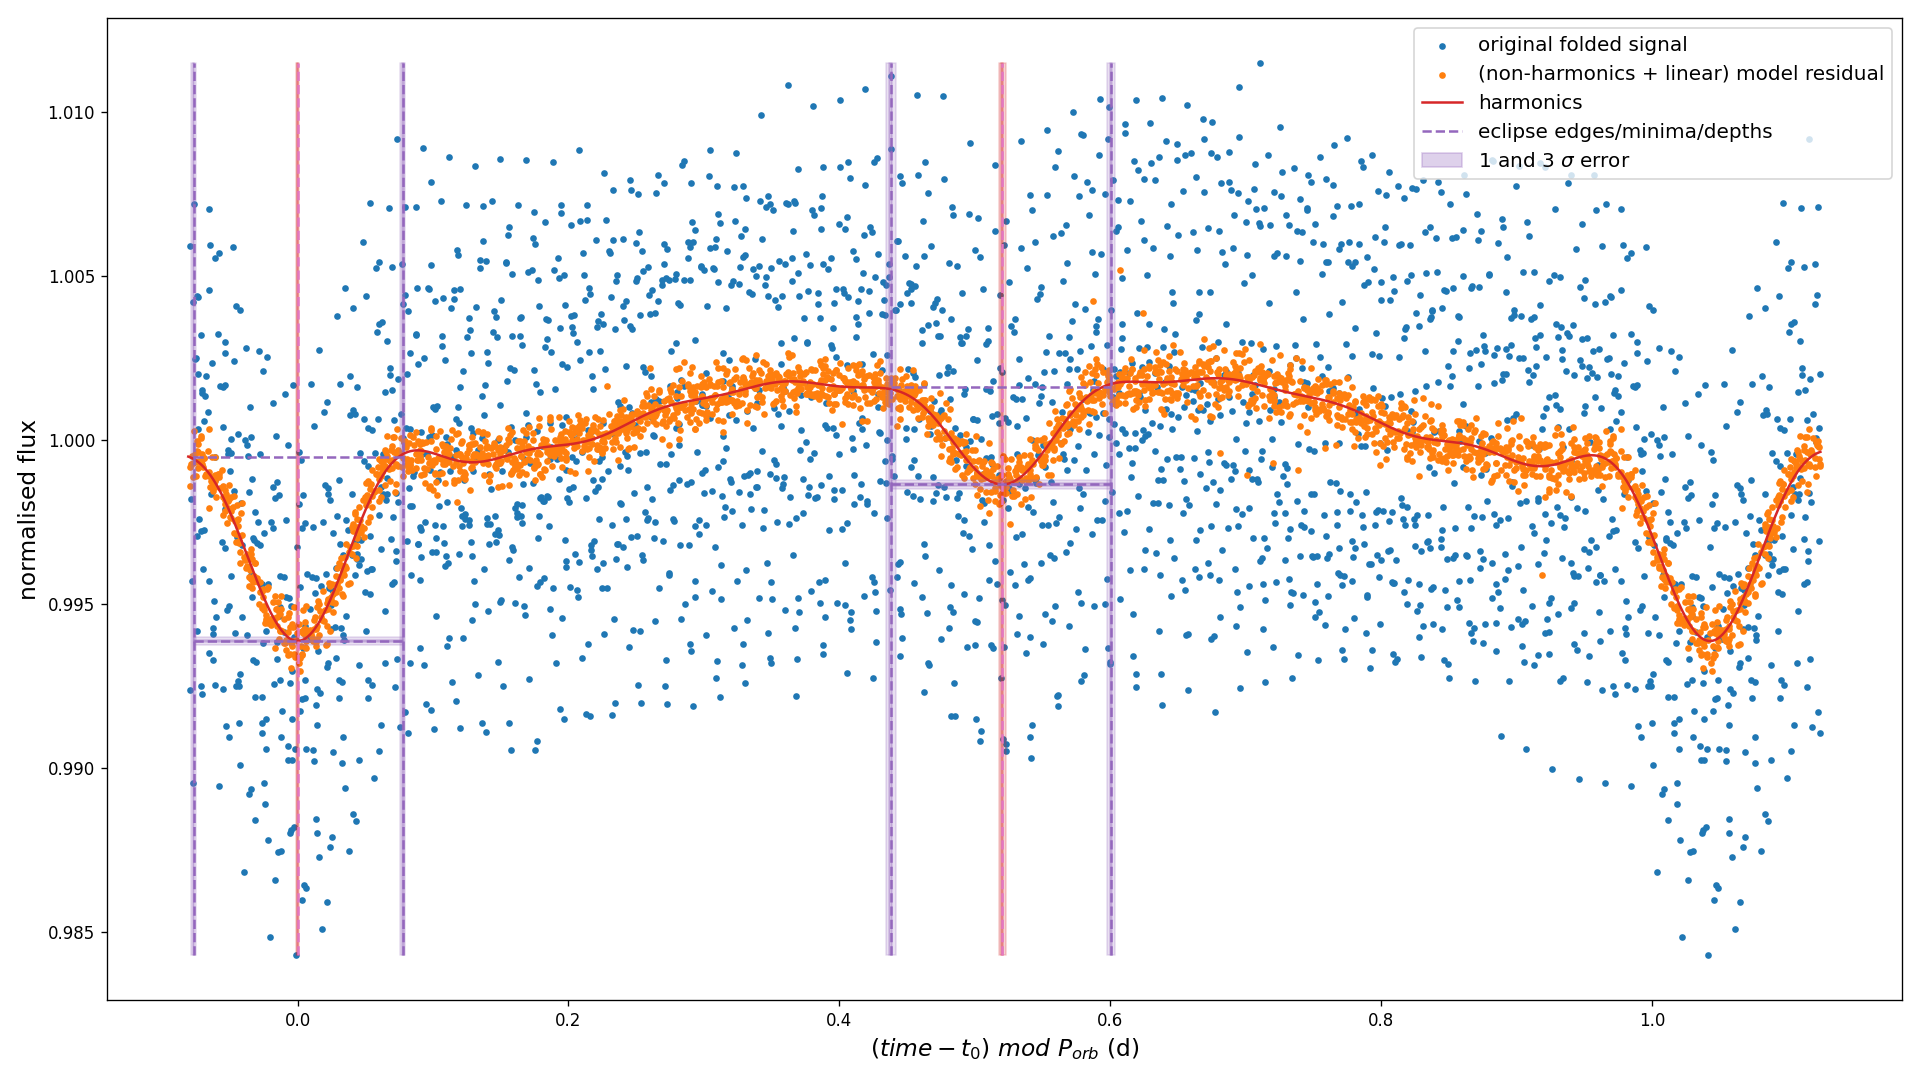 original folded signal
(non-harmonics + linear) model residual
harmonics
eclipse edges/minima/depths
1 and 3 σ error
normalised flux
1.010
1.005
1.000
0.995
0.990
0.985
0.0 0.2 0.4 0.6 0.8 1.0
(time − t₀) mod Pₒᵣb (d)